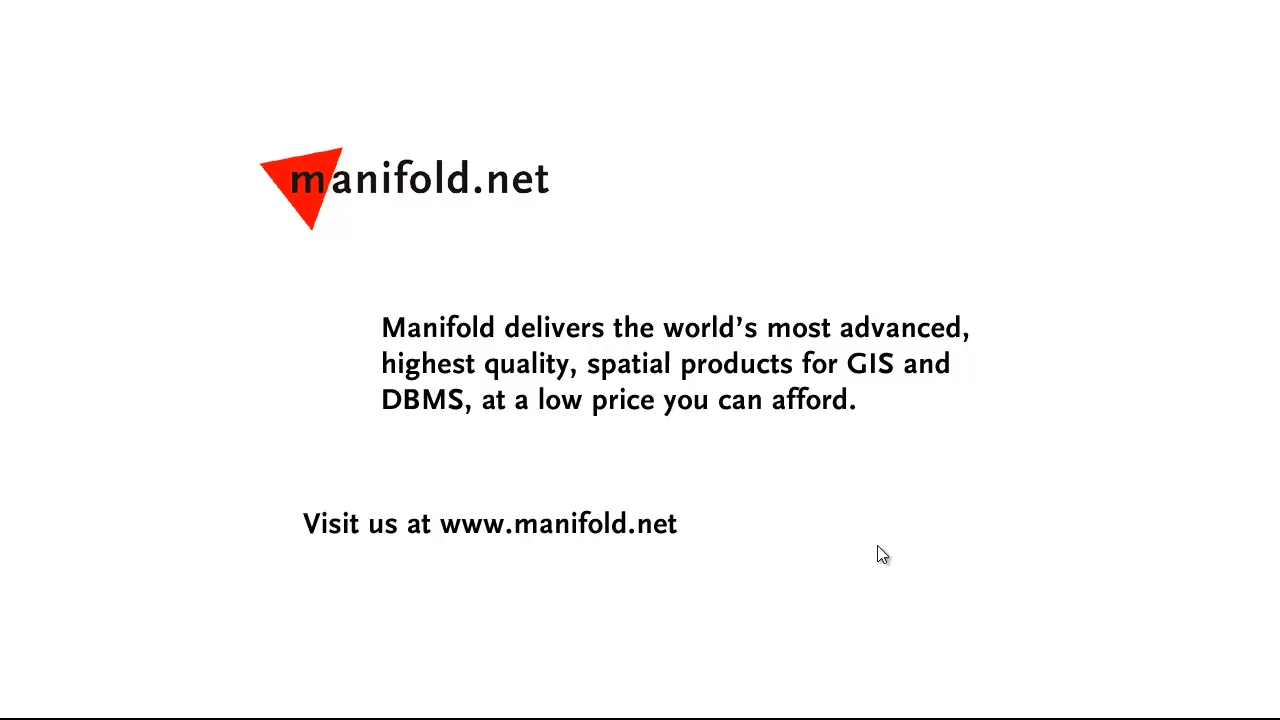 manifold.net
Manifold delivers the world’s most advanced,
highest quality, spatial products for GIS and
DBMS, at a low price you can afford.
Visit us at www.manifold.net